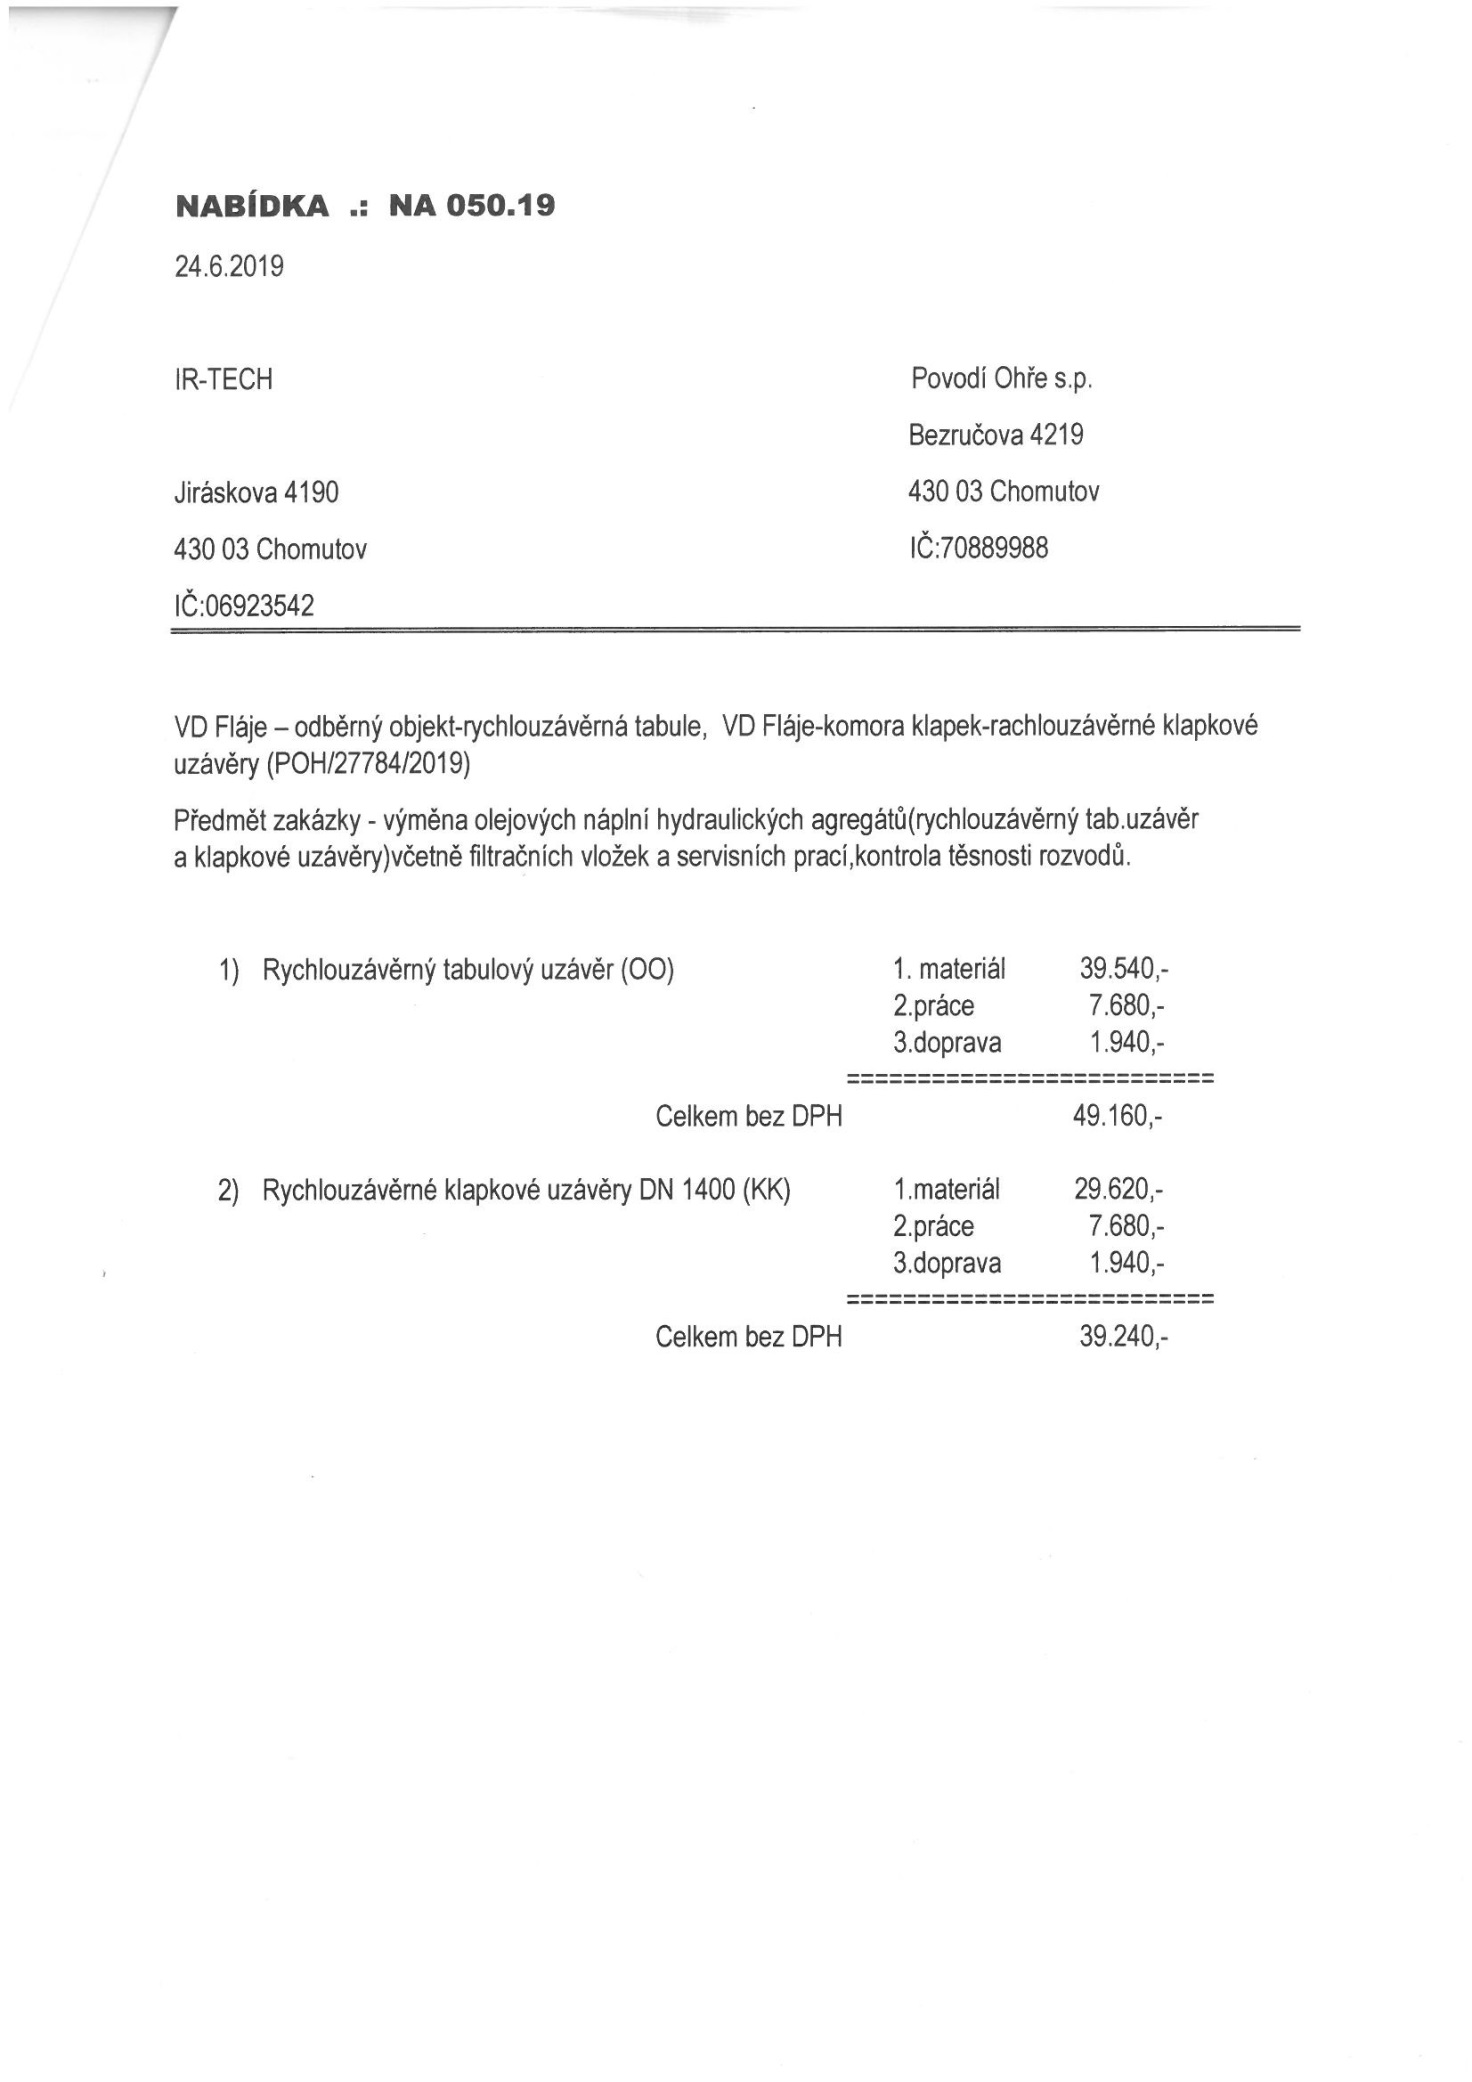 NABÍDKA .: NA 050.19
24.6.2019
IR-TECH
Povodí Ohře s.p.
Bezručova 4219
Jiráskova 4190
430 03 Chomutov
430 03 Chomutov
IČ:70889988
IČ:06923542
VD Fláje – odběrný objekt-rychlouzávěrná tabule, VD Fláje-komora klapek-rachlouzávěrné klapkové
uzávěry (POH/27784/2019)
Předmět zakázky - výměna olejových náplní hydraulických agregátů(rychlouzávěrný tab.uzávěr
a klapkové uzávěry)včetně filtračních vložek a servisních prací,kontrola těsnosti rozvodů.
1) Rychlouzávěrný tabulový uzávěr (OO) 1. materiál 39.540,-
2.práce 7.680,-
3.doprava 1.940,-
==========================
Celkem bez DPH 49.160,-
2) Rychlouzávěrné klapkové uzávěry DN 1400 (KK) 1.materiál 29.620,-
2.práce 7.680,-
3.doprava 1.940,-
==========================
Celkem bez DPH 39.240,-